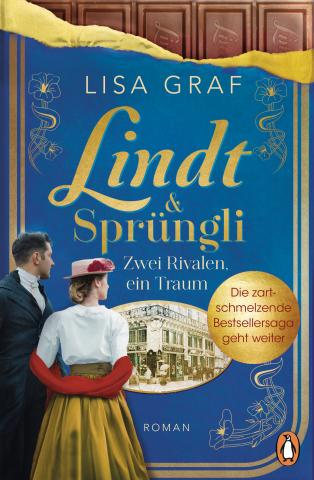 LISA GRAF
Lindt
&
Sprüngli
Zwei Rivalen,
ein Traum
Die zart-
schmelzende
Bestsellersaga
geht weiter
ROMAN